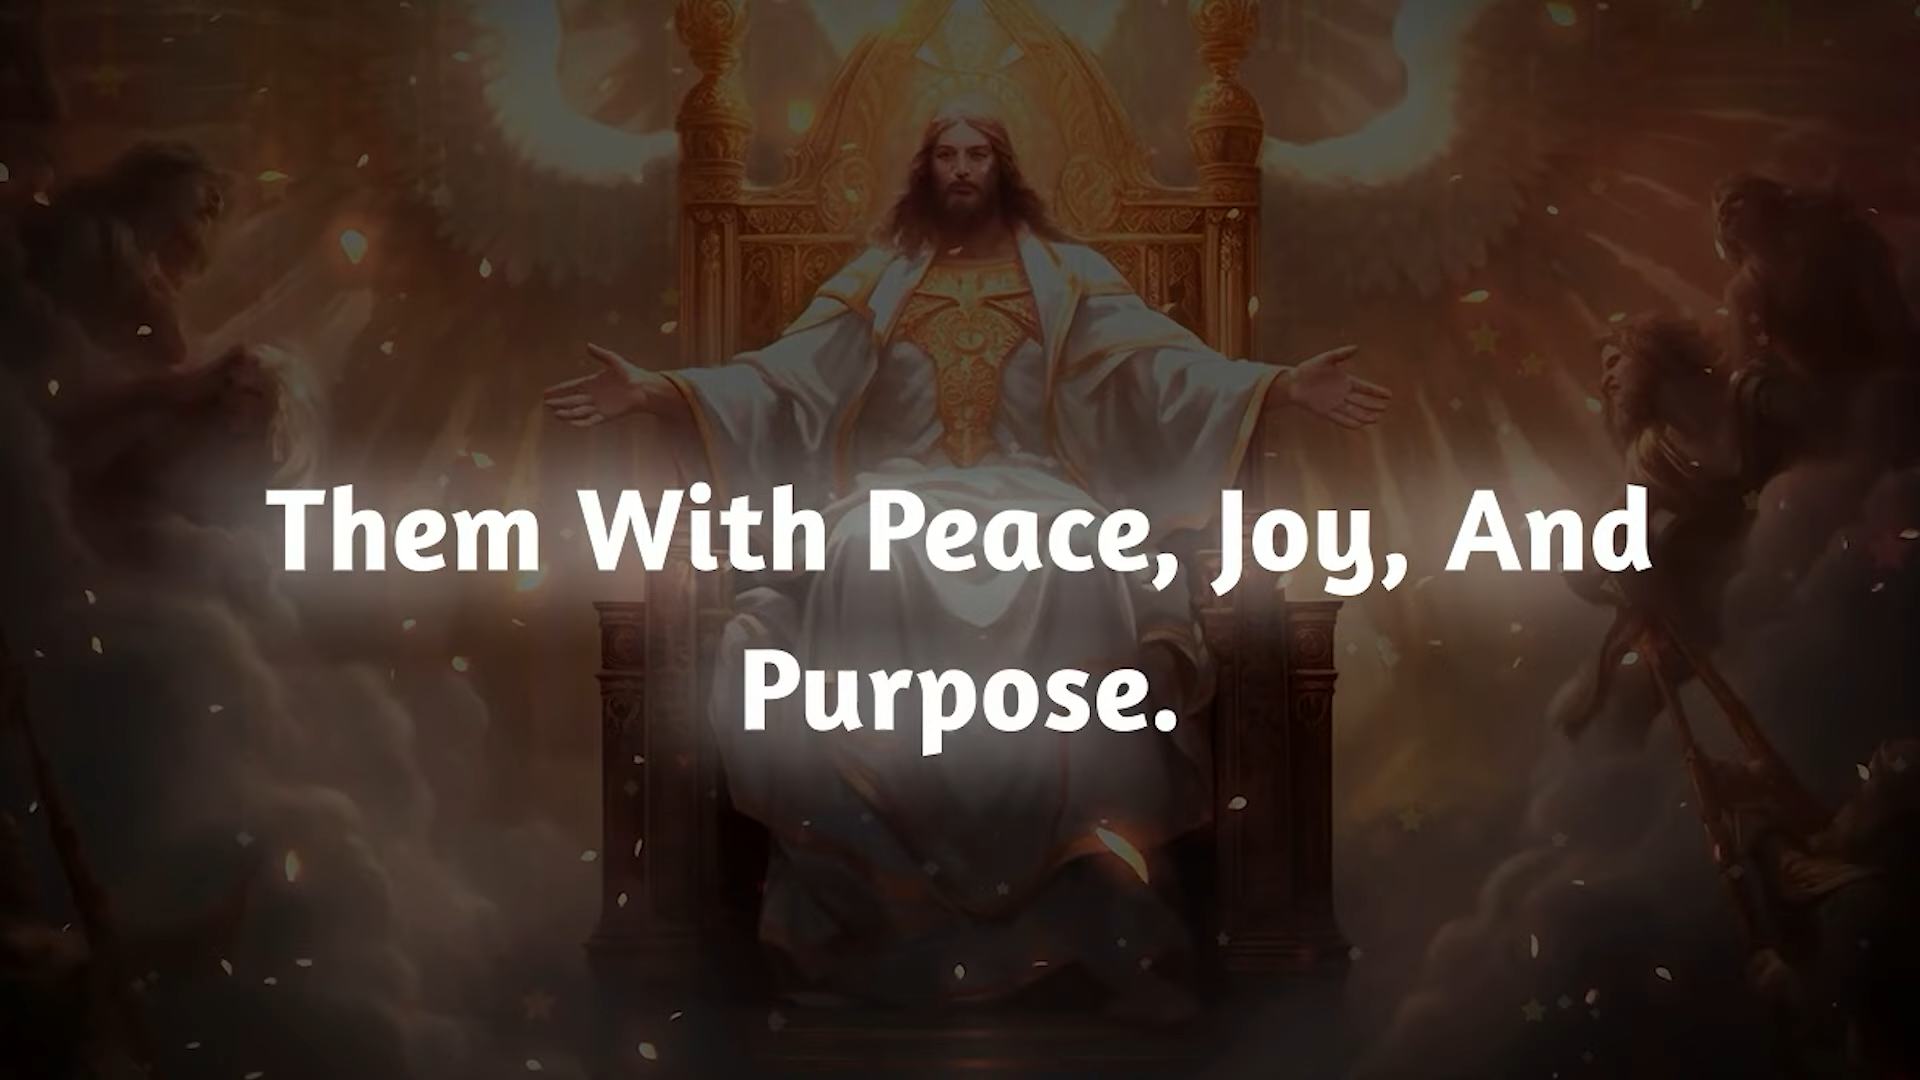 Them With Peace, Joy, And
Purpose.